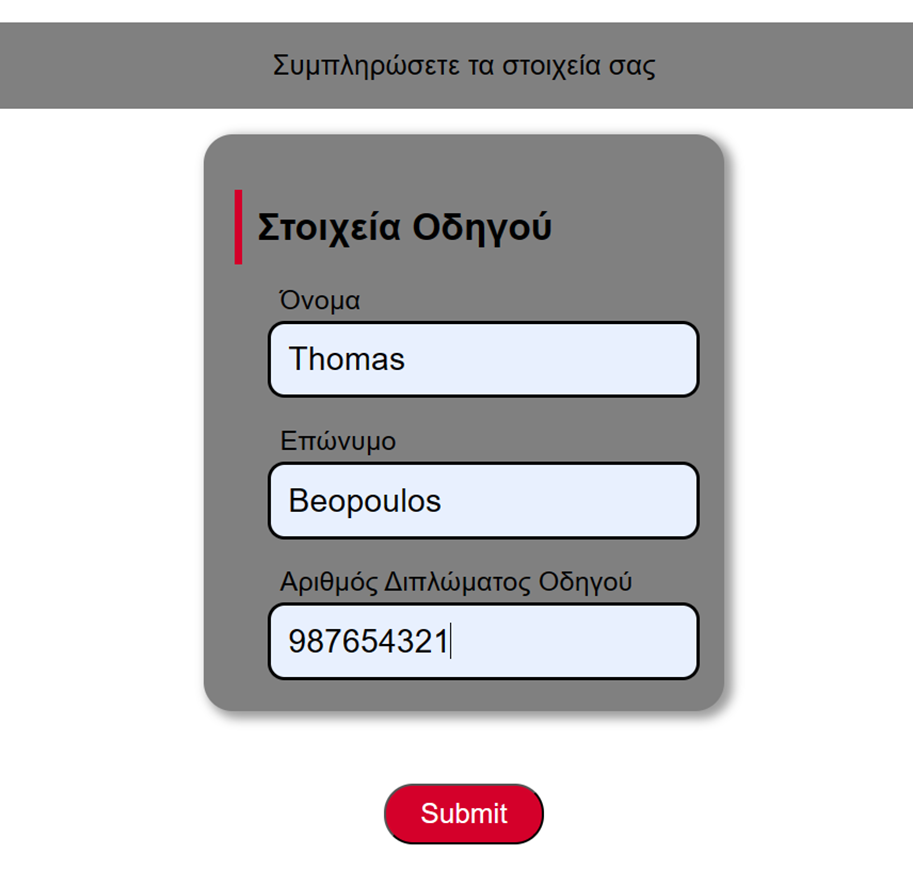 Συμπληρώσετε τα στοιχεία σας
Στοιχεία Οδηγού
Όνομα
Thomas
Επώνυμο
Beopoulos
Αριθμός Διπλώματος Οδηγού
987654321
Submit